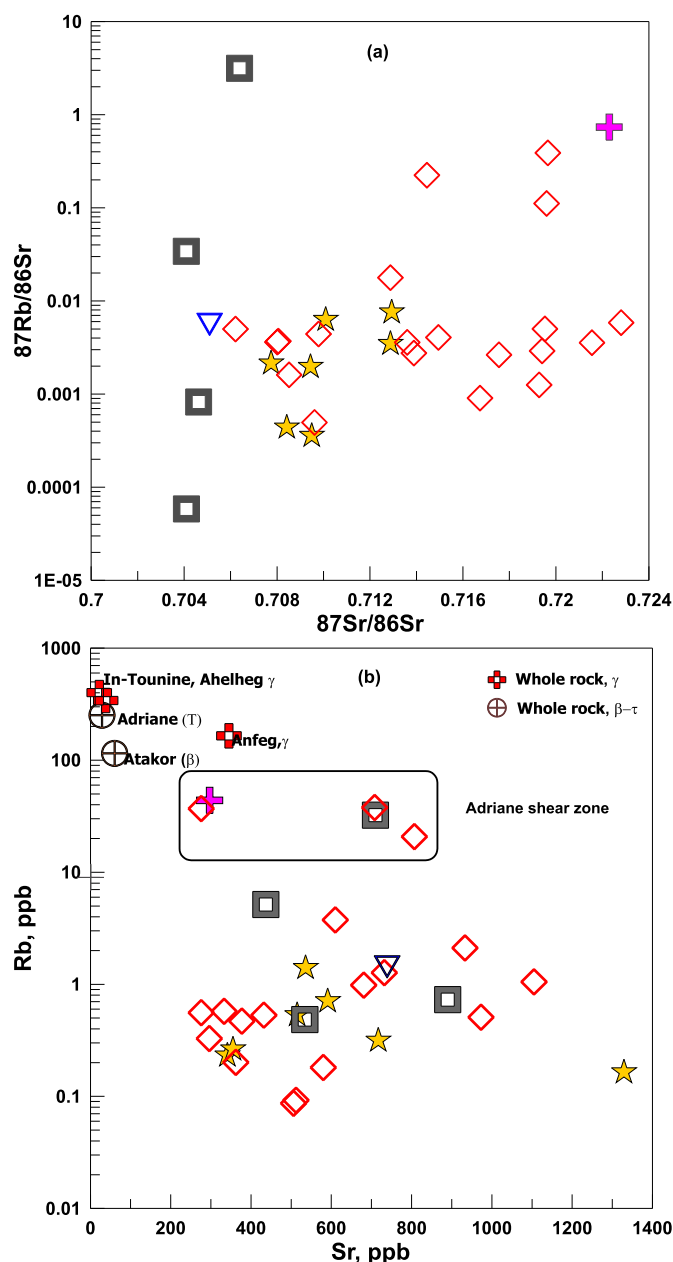 (a)
10
1
0.1
0.01
0.001
0.0001
1E-05
87Rb/86Sr
0.7 0.704 0.708 0.712 0.716 0.72 0.724
87Sr/86Sr
(b)
1000
100
10
1
0.1
0.01
Rb, ppb
In-Tounine, Ahelheg γ
Adriane (T)
Atakor (β)
Anfeg,γ
Whole rock, γ
Whole rock, β−τ
Adriane shear zone
0 200 400 600 800 1000 1200 1400
Sr, ppb